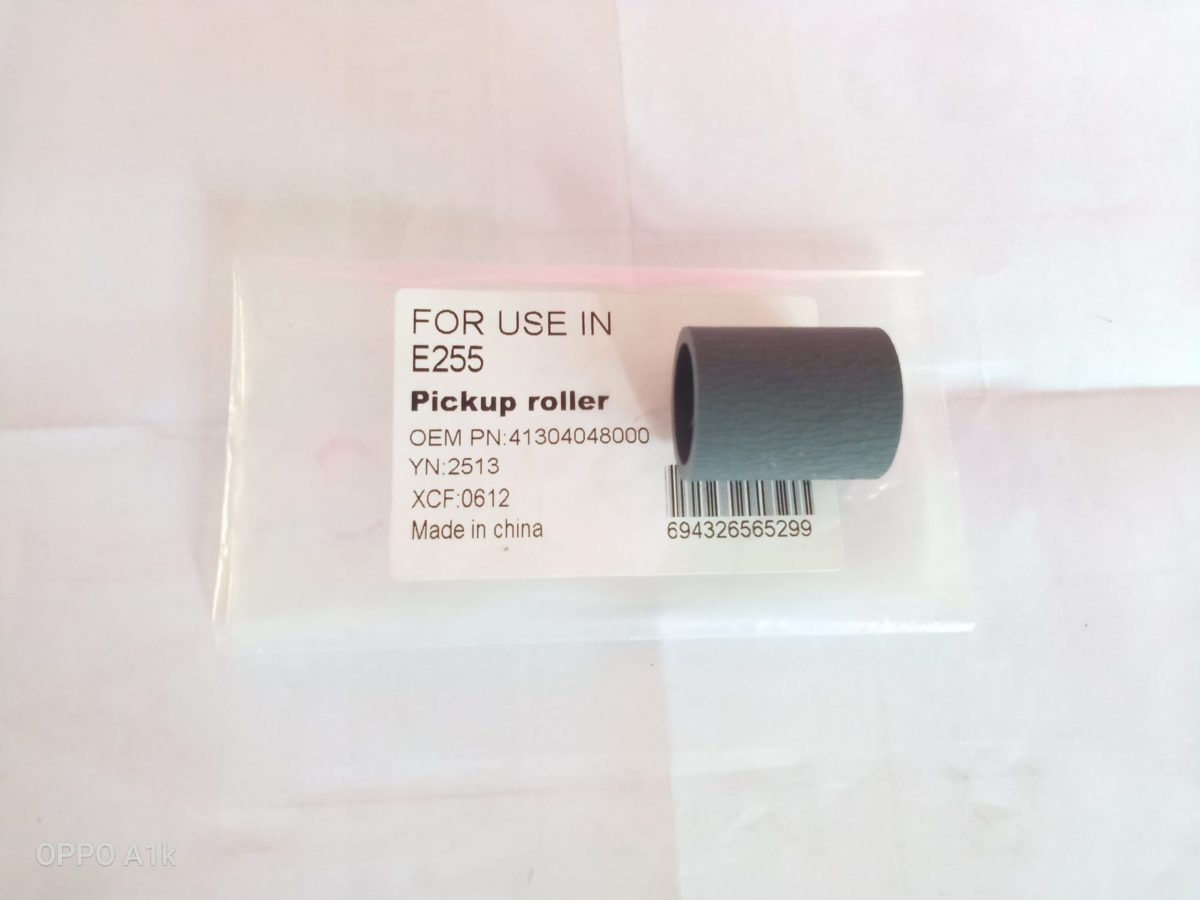 FOR USE IN
E255
Pickup roller
OEM PN:41304048000
YN:2513
XCF:0612
Made in china
694326565299
OPPO A1k